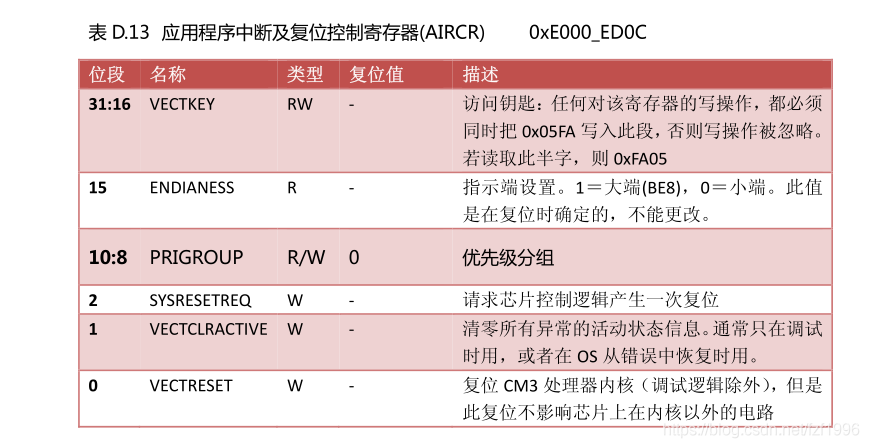 表 D.13 应用程序中断及复位控制寄存器(AIRCR) 0xE000_ED0C
位段 名称 类型 复位值 描述
31:16 VECTKEY RW - 访问钥匙：任何对该寄存器的写操作，都必须
同时把 0x05FA 写入此段，否则写操作被忽略。
若读取此半字，则 0xFA05
15 ENDIANESS R - 指示端设置。1＝大端(BE8)，0＝小端。此值
是在复位时确定的，不能更改。
10:8 PRIGROUP R/W 0 优先级分组
2 SYSRESETREQ W - 请求芯片控制逻辑产生一次复位
1 VECTCLRACTIVE W - 清零所有异常的活动状态信息。通常只在调试
时用，或者在 OS 从错误中恢复时用。
0 VECTRESET W - 复位 CM3 处理器内核（调试逻辑除外），但是
此复位不影响芯片上在内核以外的电路